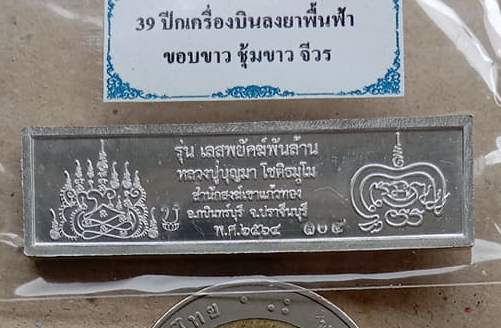 39 ปีกเครื่องบินลงยาพื้นฟ้า
ขอบขาว ซุ้มขาว จีวร
รุ่น เลสพยัคฆ์พันล้าน
หลวงปู่บุญมา โชติธมฺโม
สำนักสงฆ์เขาแก้วทอง
อ.กบินทร์บุรี จ.ปราจีนบุรี
พ.ศ.๒๕๖๔ ๑๐๔